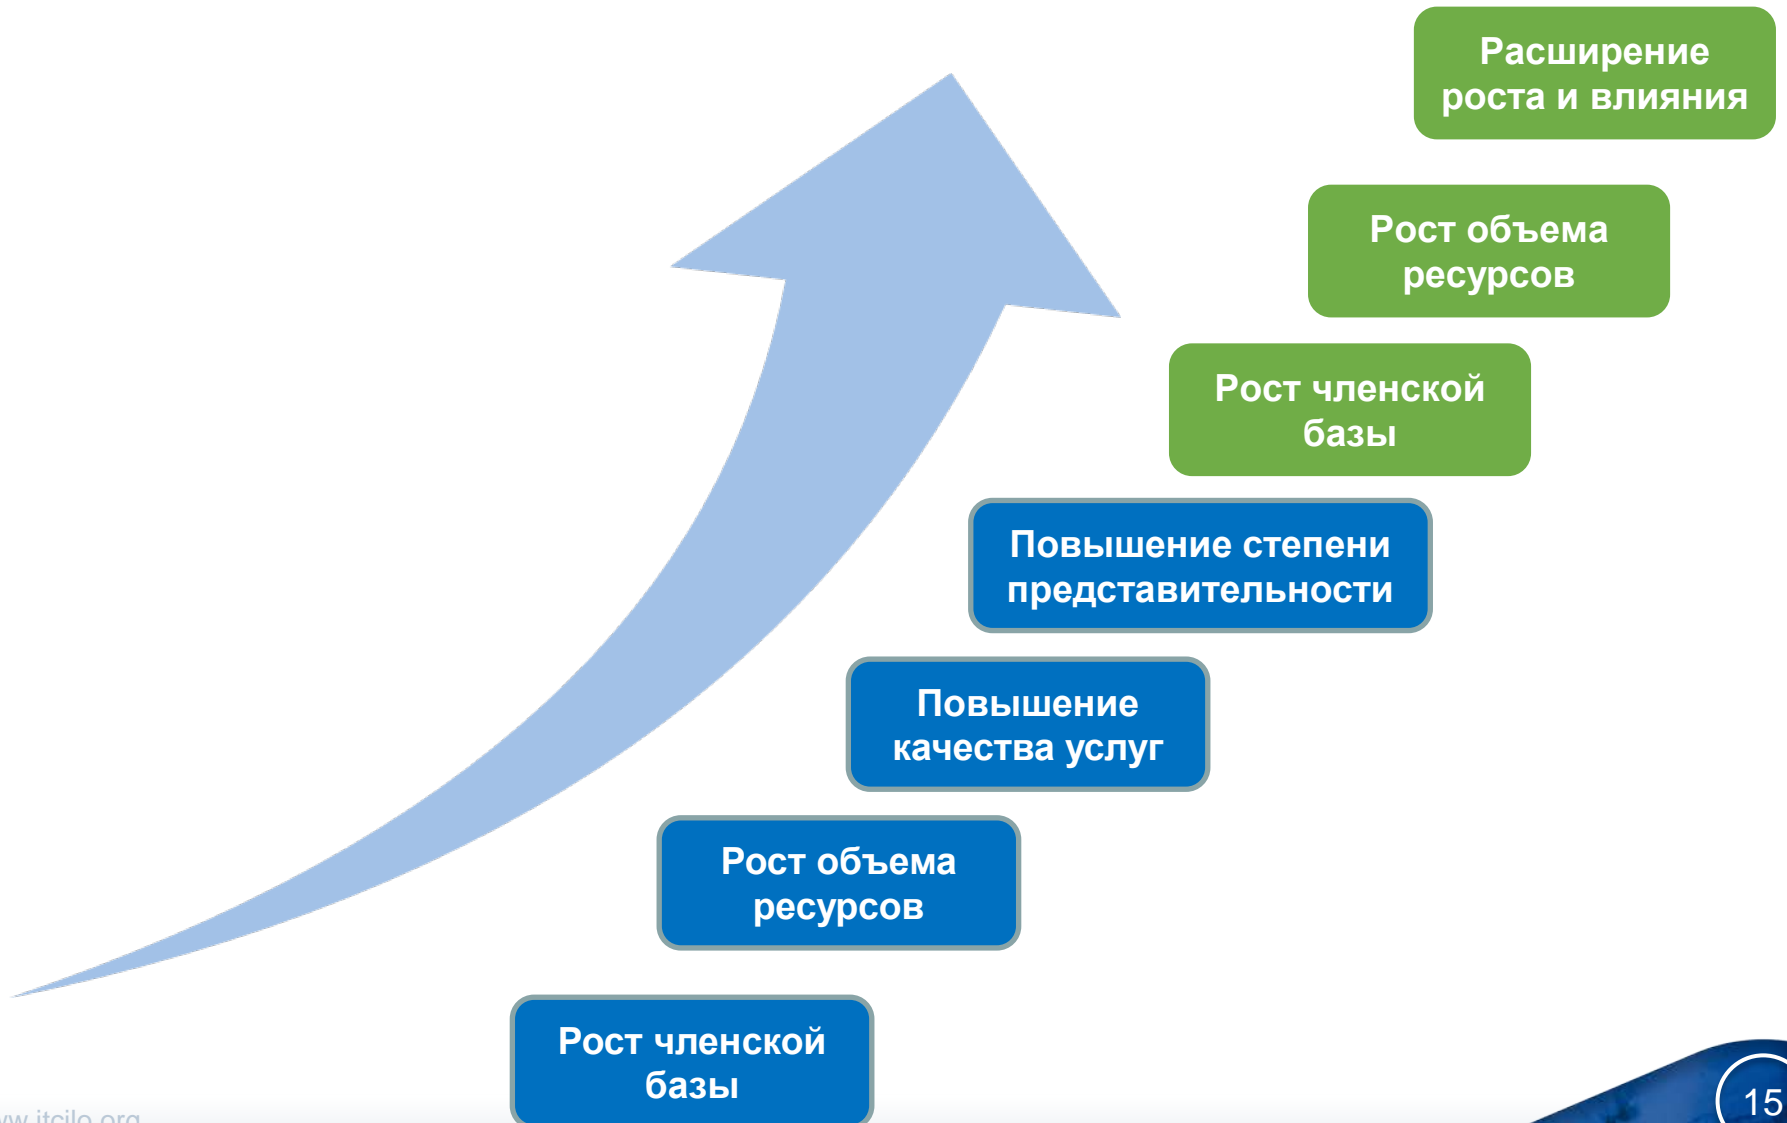 Расширение
роста и влияния
Рост объема
ресурсов
Рост членской
базы
Повышение степени
представительности
Повышение
качества услуг
Рост объема
ресурсов
Рост членской
базы
15